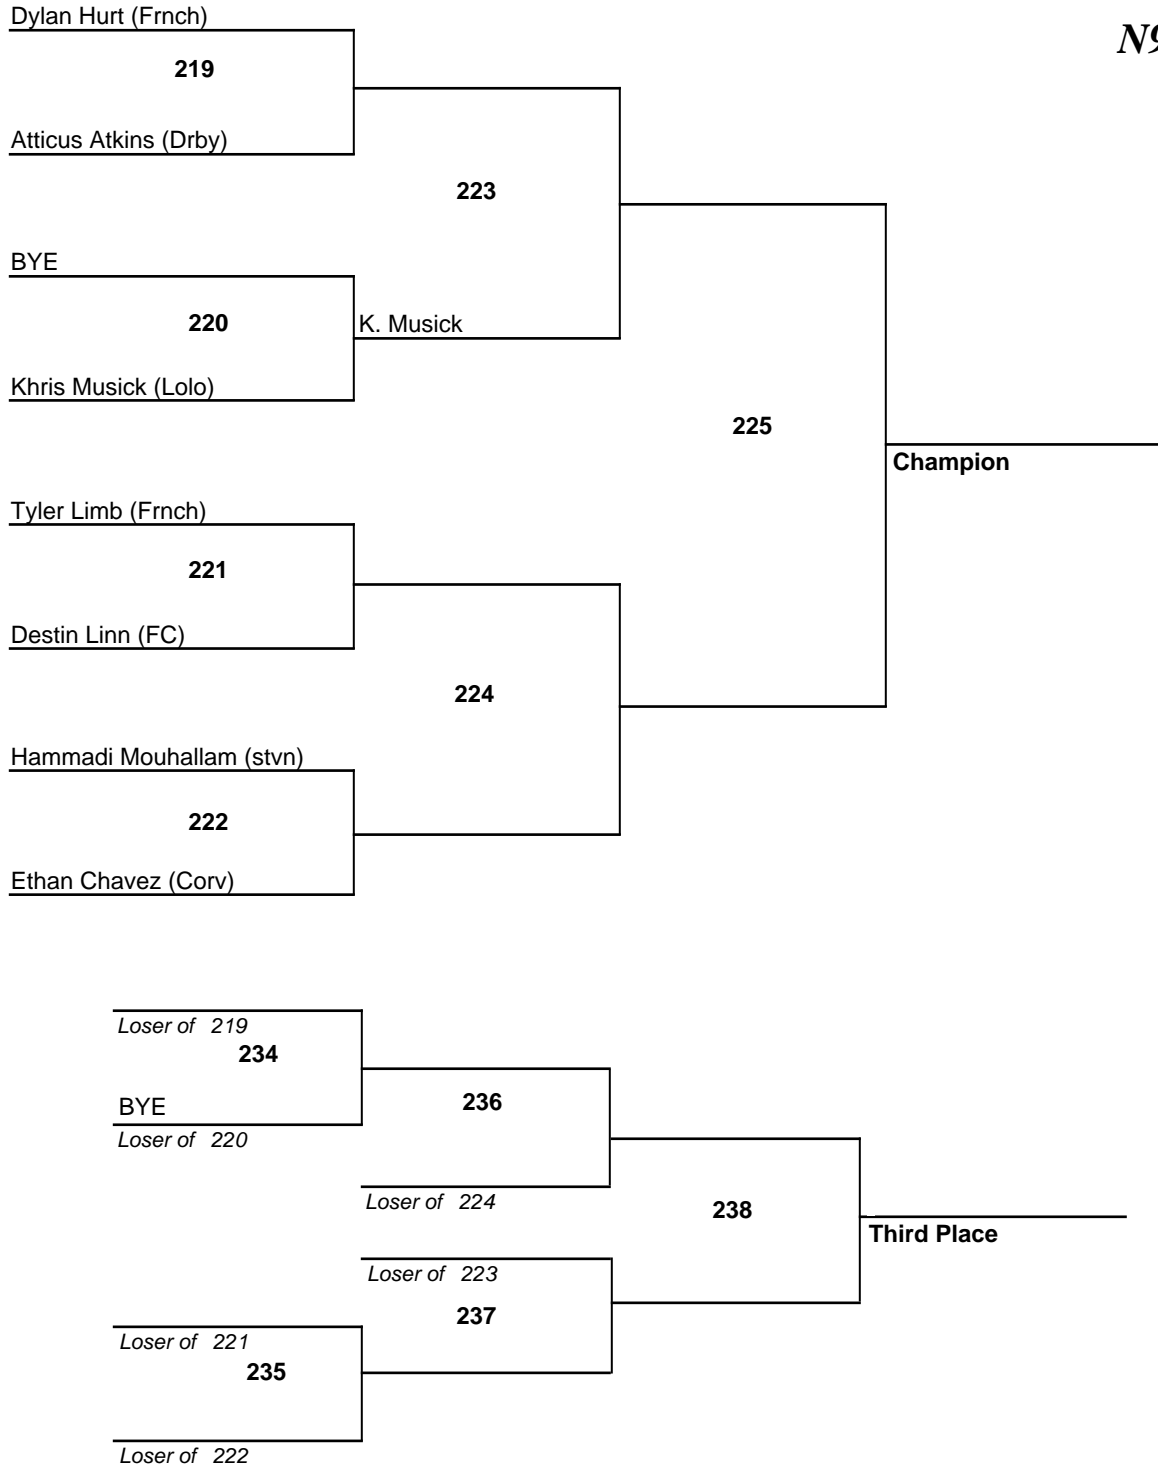 Dylan Hurt (Frnch)
N9
219
Atticus Atkins (Drby)
223
BYE
220
K. Musick
Khris Musick (Lolo)
225
Champion
Tyler Limb (Frnch)
221
Destin Linn (FC)
224
Hammadi Mouhallam (stvn)
222
Ethan Chavez (Corv)
Loser of 219
234
BYE
236
Loser of 220
Loser of 224
238
Third Place
Loser of 223
237
Loser of 221
235
Loser of 222